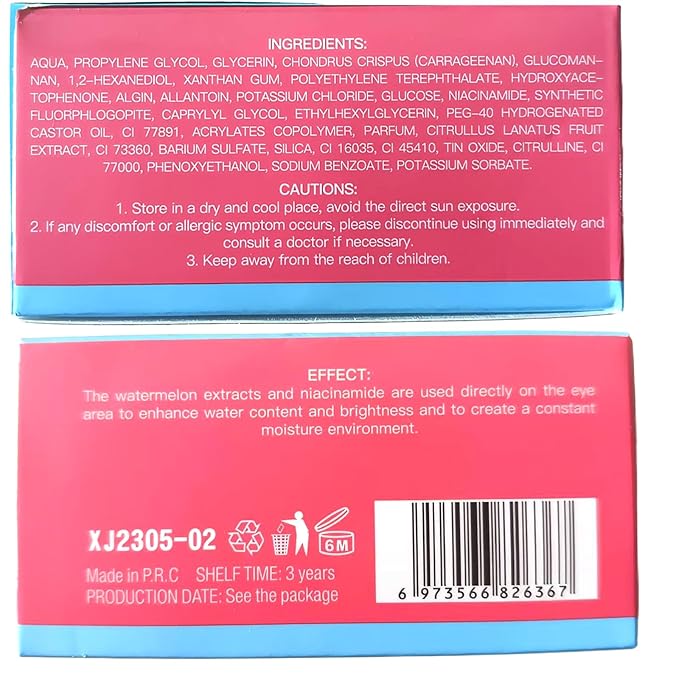 INGREDIENTS:
AQUA, PROPYLENE GLYCOL, GLYCERIN, CHONDRUS CRISPUS (CARRAGEENAN), GLUCOMAN-
NAN, 1,2-HEXANEDIOL, XANTHAN GUM, POLYETHYLENE TEREPHTHALATE, HYDROXYACE-
TOPHENONE, ALGIN, ALLANTOIN, POTASSIUM CHLORIDE, GLUCOSE, NIACINAMIDE, SYNTHETIC
FLUORPHLOGOPITE, CAPRYLYL GLYCOL, ETHYLHEXYLGLYCERIN, PEG-40 HYDROGENATED
CASTOR OIL, CI 77891, ACRYLATES COPOLYMER, PARFUM, CITRULLUS LANATUS FRUIT
EXTRACT, CI 73360, BARIUM SULFATE, SILICA, CI 16035, CI 45410, TIN OXIDE, CITRULLINE, CI
77000, PHENOXYETHANOL, SODIUM BENZOATE, POTASSIUM SORBATE.
CAUTIONS:
1. Store in a dry and cool place, avoid the direct sun exposure.
2. If any discomfort or allergic symptom occurs, please discontinue using immediately and
consult a doctor if necessary.
3. Keep away from the reach of children.
EFFECT:
The watermelon extracts and niacinamide are used directly on the eye
area to enhance water content and brightness and to create a constant
moisture environment.
XJ2305-02
6M
Made in P.R.C SHELF TIME: 3 years
PRODUCTION DATE: See the package
6 973566 826367